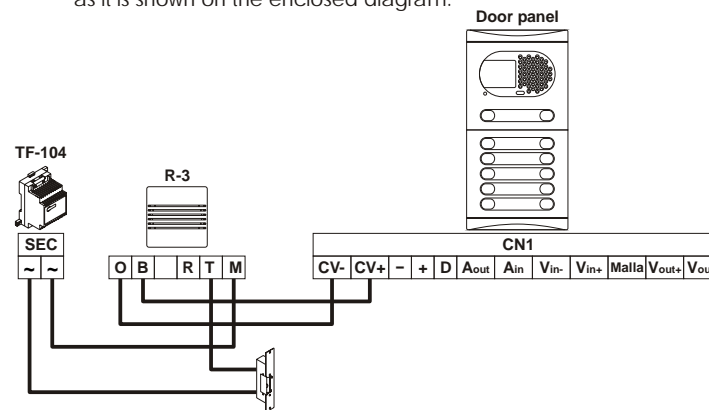 as it is shown on the enclosed diagram.
Door panel
TF-104
R-3
SEC
CN1
~ ~
O B R T M
CV- CV+ − + D Aout Ain Vin- Vin+ Malla Vout+